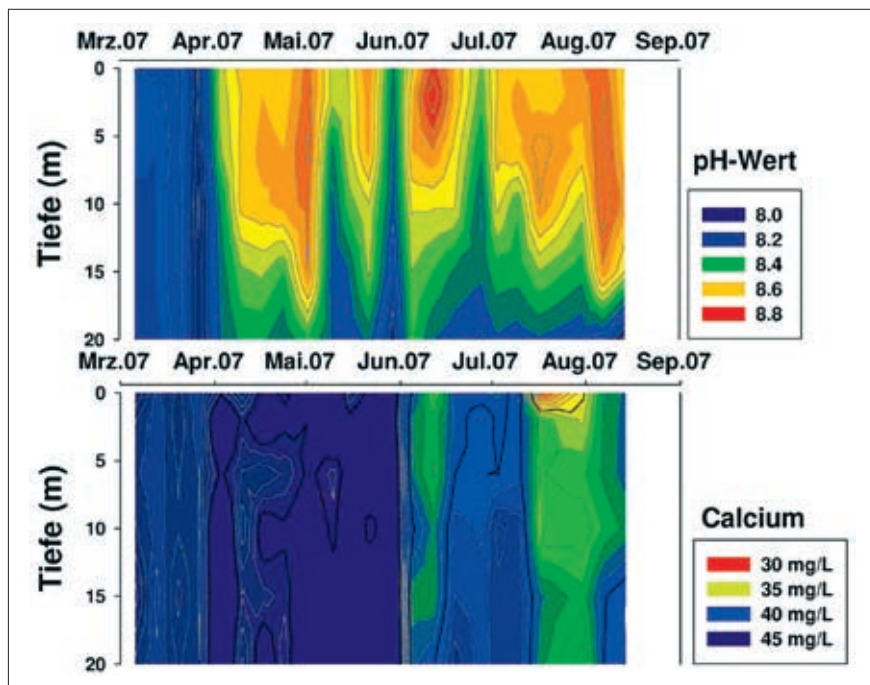 Mrz.07 Apr.07 Mai.07 Jun.07 Jul.07 Aug.07 Sep.07
0
5
10
15
20
Tiefe (m)
pH-Wert
8.0
8.2
8.4
8.6
8.8
Mrz.07 Apr.07 Mai.07 Jun.07 Jul.07 Aug.07 Sep.07
0
5
10
15
20
Tiefe (m)
Calcium
30 mg/L
35 mg/L
40 mg/L
45 mg/L